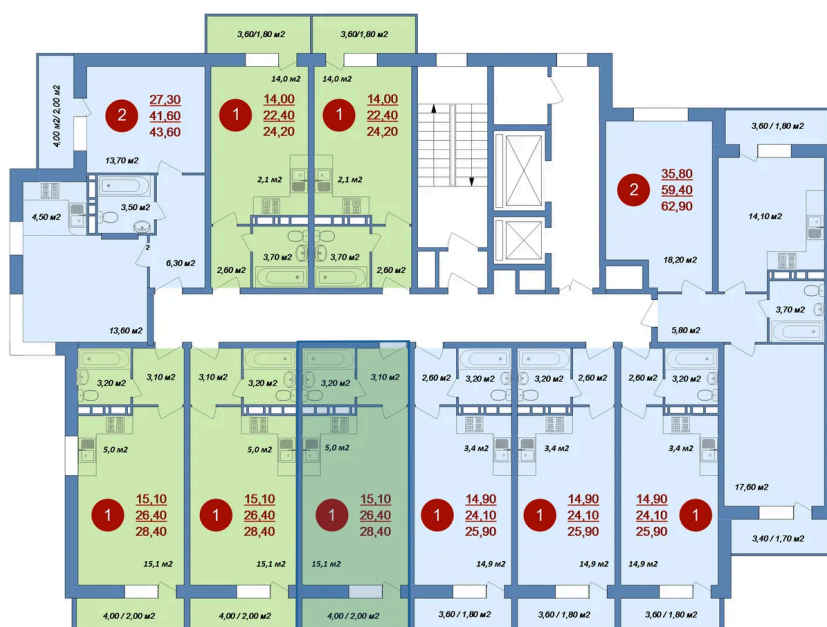 3,60/1,80 м2
3,60/1,80 м2
4,00 м2/ 2,00 м2
2
27,30
41,60
43,60
13,70 м2
14,0 м2
1
14,00
22,40
24,20
2,1 м2
14,0 м2
1
14,00
22,40
24,20
2,1 м2
3,60 / 1,80 м2
2
35,80
59,40
62,90
18,20 м2
14,10 м2
4,50 м2
3,50 м2
2
6,30 м2
13,60 м2
3,70 м2
2,60 м2
3,70 м2
2,60 м2
5,80 м2
3,70 м2
17,60 м2
3,40 / 1,70 м2
3,20 м2
3,10 м2
3,10 м2
3,20 м2
3,20 м2
3,10 м2
2,60 м2
3,20 м2
3,20 м2
2,60 м2
2,60 м2
3,20 м2
5,0 м2
5,0 м2
5,0 м2
3,4 м2
3,4 м2
3,4 м2
1
15,10
26,40
28,40
15,1 м2
1
15,10
26,40
28,40
15,1 м2
1
15,10
26,40
28,40
15,1 м2
1
14,90
24,10
25,90
14,9 м2
1
14,90
24,10
25,90
14,9 м2
14,90
24,10
25,90
1
14,9 м2
4,00 / 2,00 м2
4,00 / 2,00 м2
4,00 / 2,00 м2
3,60 / 1,80 м2
3,60 / 1,80 м2
3,60 / 1,80 м2